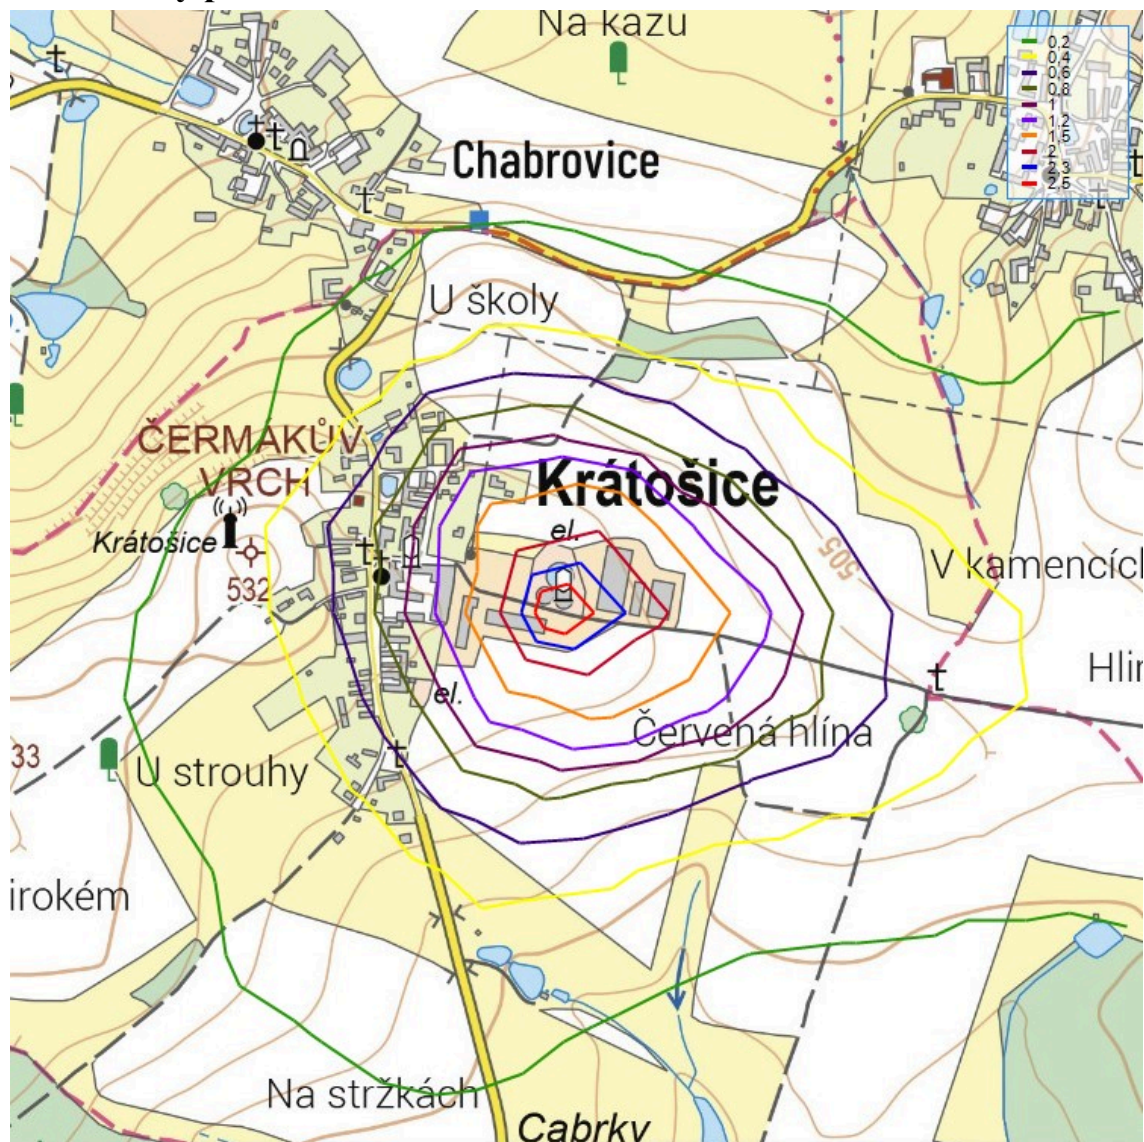 Na kazu
0,2
0,4
0,6
0,8
1
1,2
1,5
2
2,3
2,5
Chabrovice
U školy
ČERMÁKŮV
VRCH
Krátošice
Krátošice
el.
532
505
V kamencích
Hlin
el.
Červená hlína
33
U strouhy
irokém
Na stržkách
Cabrky